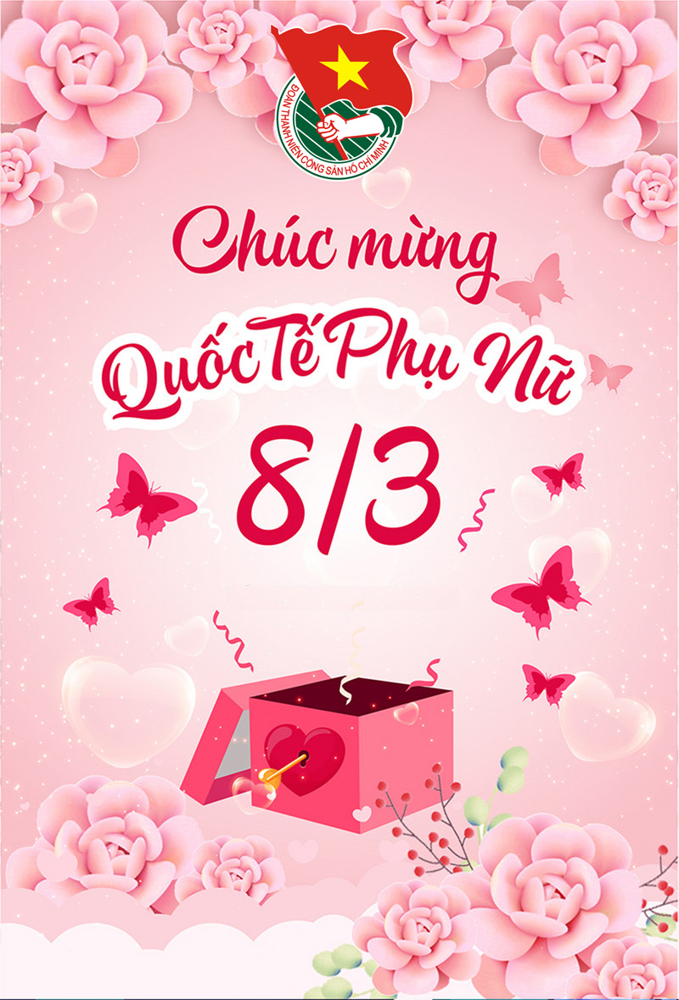 ĐOÀN THANH NIÊN CỘNG SẢN HỒ CHÍ MINH
Chúc mừng
Quốc Tế Phụ Nữ
8/3